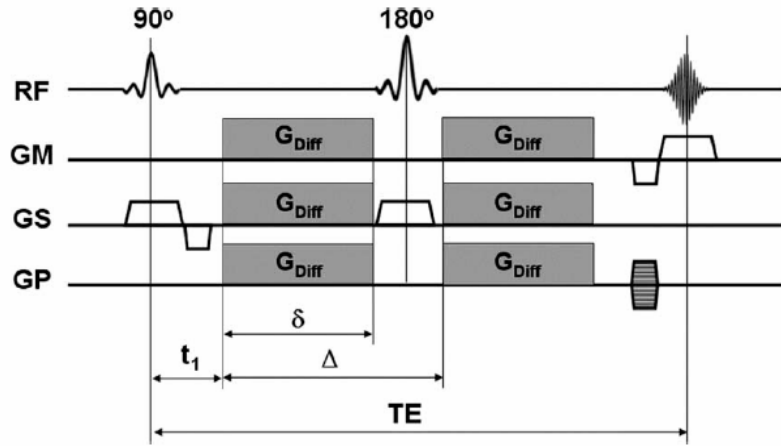 90º 180º
RF
GM G_Diff G_Diff
GS G_Diff G_Diff
GP G_Diff G_Diff
δ
t₁ Δ
TE